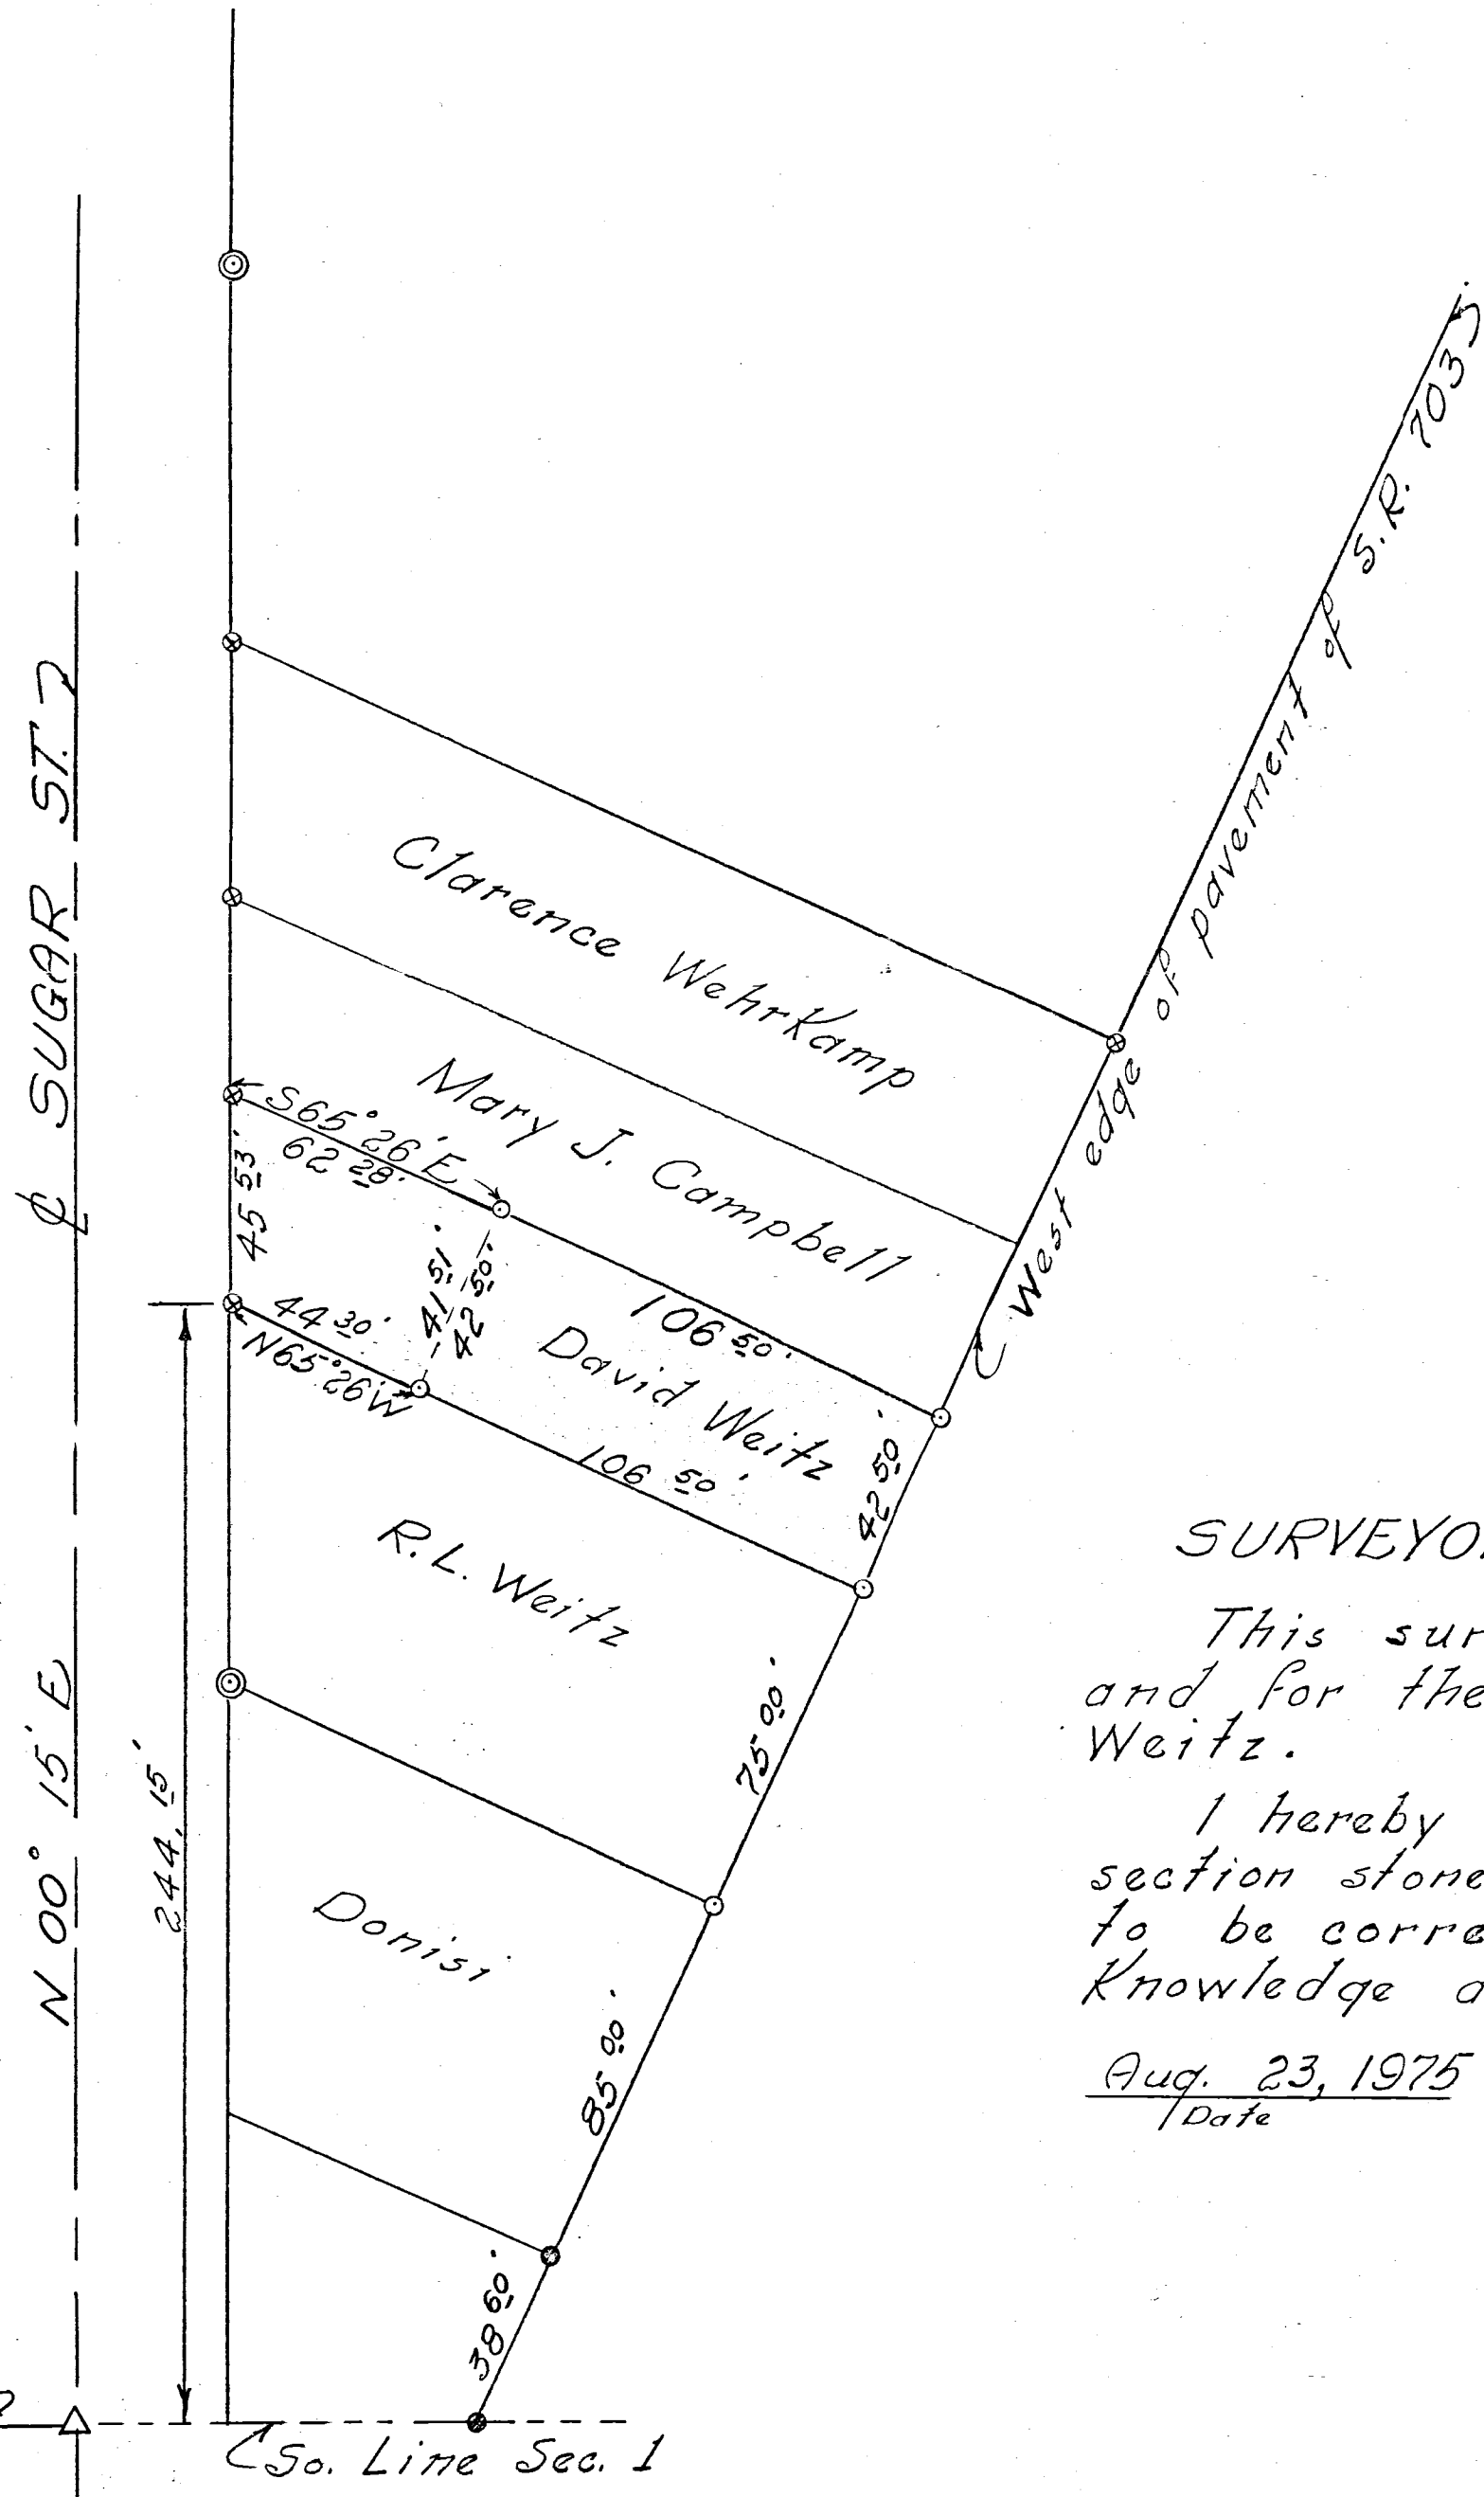 ℄ SUGAR ST.
N 00° 15' E
244.15'
Clarence WehrKamp
Mary J. Campbell
S65°26'E
62.28'
45.53'
44.30'
N65°26'W
41.51'
42.50'
106.50'
David Weitz
106.50'
42.50'
R.L. Weitz
75.00'
Donisi
85.00'
38.60'
So. Line Sec. 1
West edge of pavement of S.R. 703
SURVEYO
This sur
and for the
Weitz.
I hereby
section stone
to be corre
Knowledge a
Aug. 23, 1975
Date